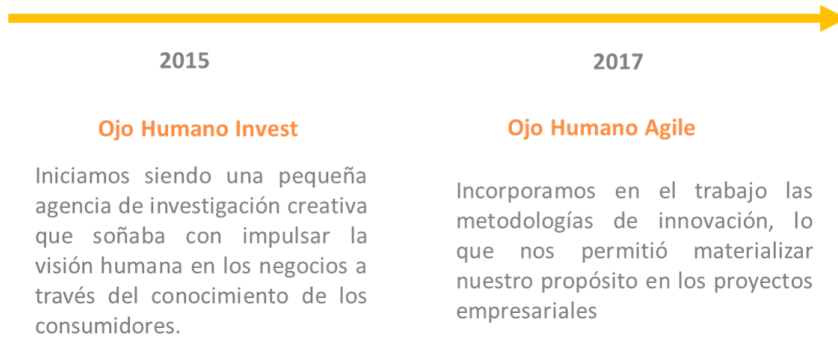 2015
Ojo Humano Invest
Iniciamos siendo una pequeña
agencia de investigación creativa
que soñaba con impulsar la
visión humana en los negocios a
través del conocimiento de los
consumidores.
2017
Ojo Humano Agile
Incorporamos en el trabajo las
metodologías de innovación, lo
que nos permitió materializar
nuestro propósito en los proyectos
empresariales